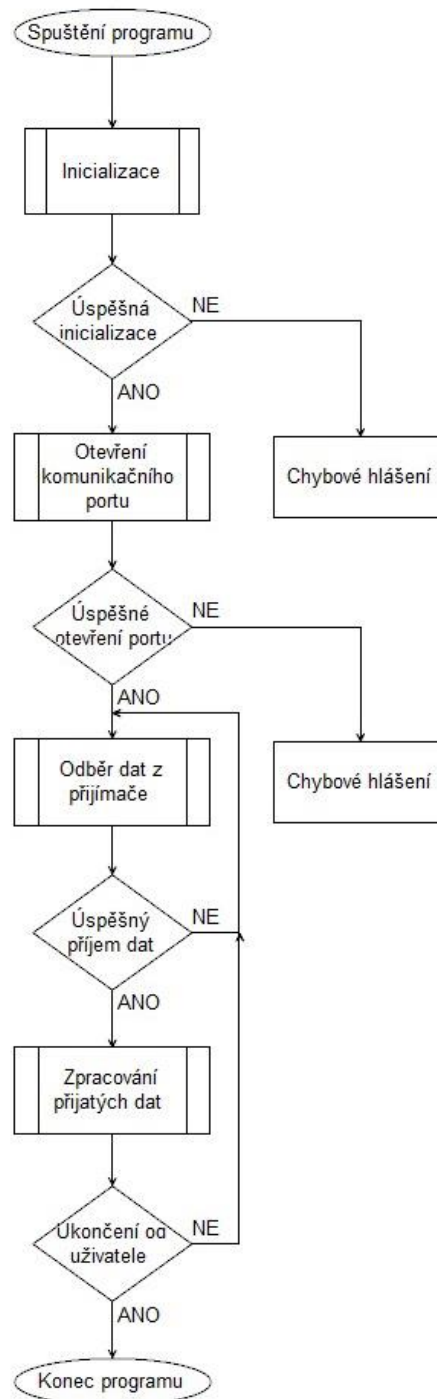 Spuštění programu
Inicializace
Úspěšná
inicializace
NE
ANO
Otevření
komunikačního
portu
Chybové hlášení
Úspěšné
otevření portu
NE
ANO
Odběr dat z
přijímače
Chybové hlášení
Úspěšný
příjem dat
NE
ANO
Zpracování
přijatých dat
Ukončení od
uživatele
NE
ANO
Konec programu